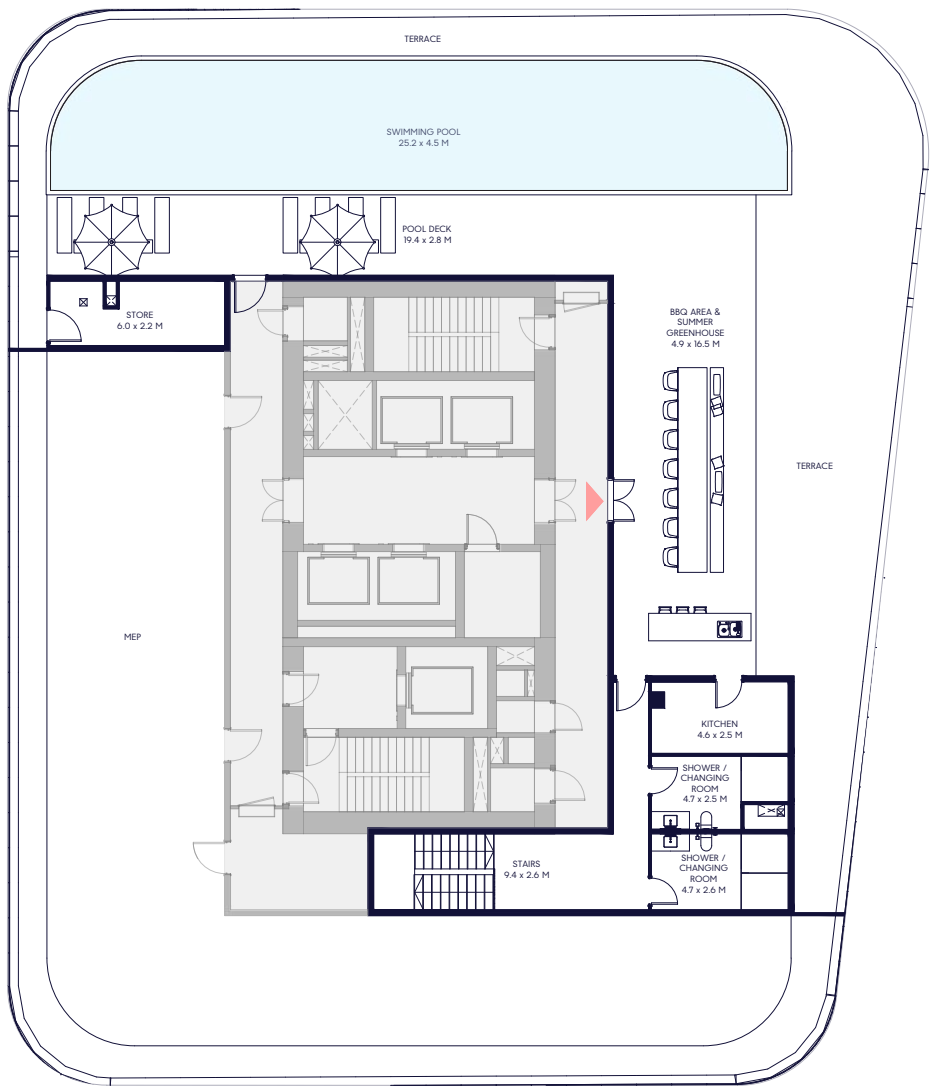 TERRACE
SWIMMING POOL
25.2 x 4.5 M
POOL DECK
19.4 x 2.8 M
STORE
6.0 x 2.2 M
BBQ AREA &
SUMMER
GREENHOUSE
4.9 x 16.5 M
TERRACE
MEP
KITCHEN
4.6 x 2.5 M
SHOWER /
CHANGING
ROOM
4.7 x 2.5 M
STAIRS
9.4 x 2.6 M
SHOWER /
CHANGING
ROOM
4.7 x 2.6 M